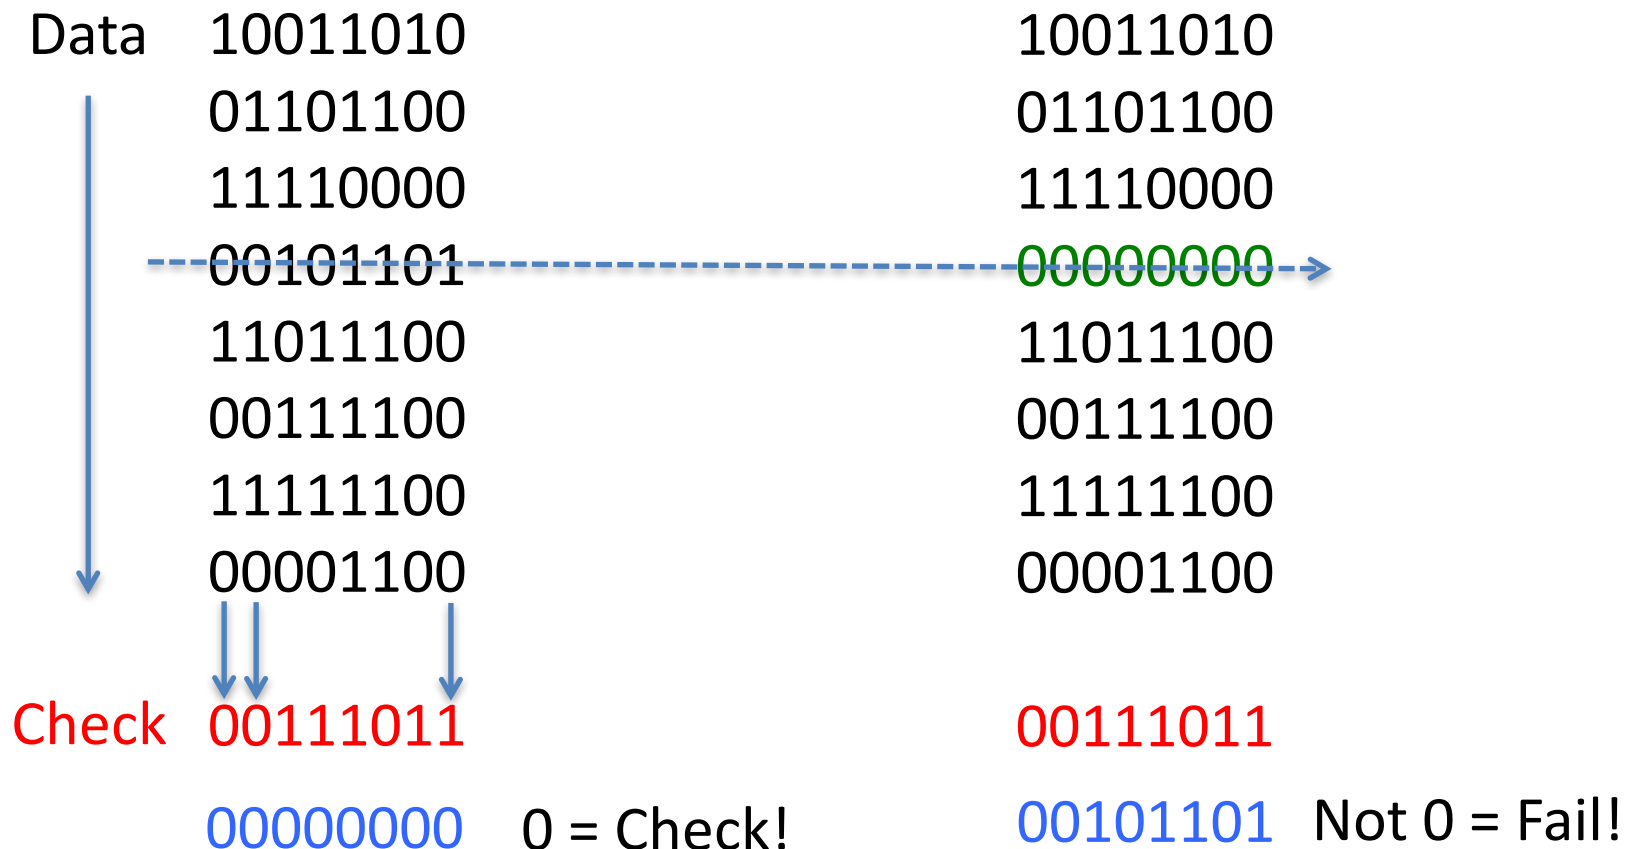 Data 10011010 10011010
01101100 01101100
11110000 11110000
00101101 00000000
11011100 11011100
00111100 00111100
11111100 11111100
00001100 00001100
Check 00111011 00111011
00000000 0 = Check! 00101101 Not 0 = Fail!